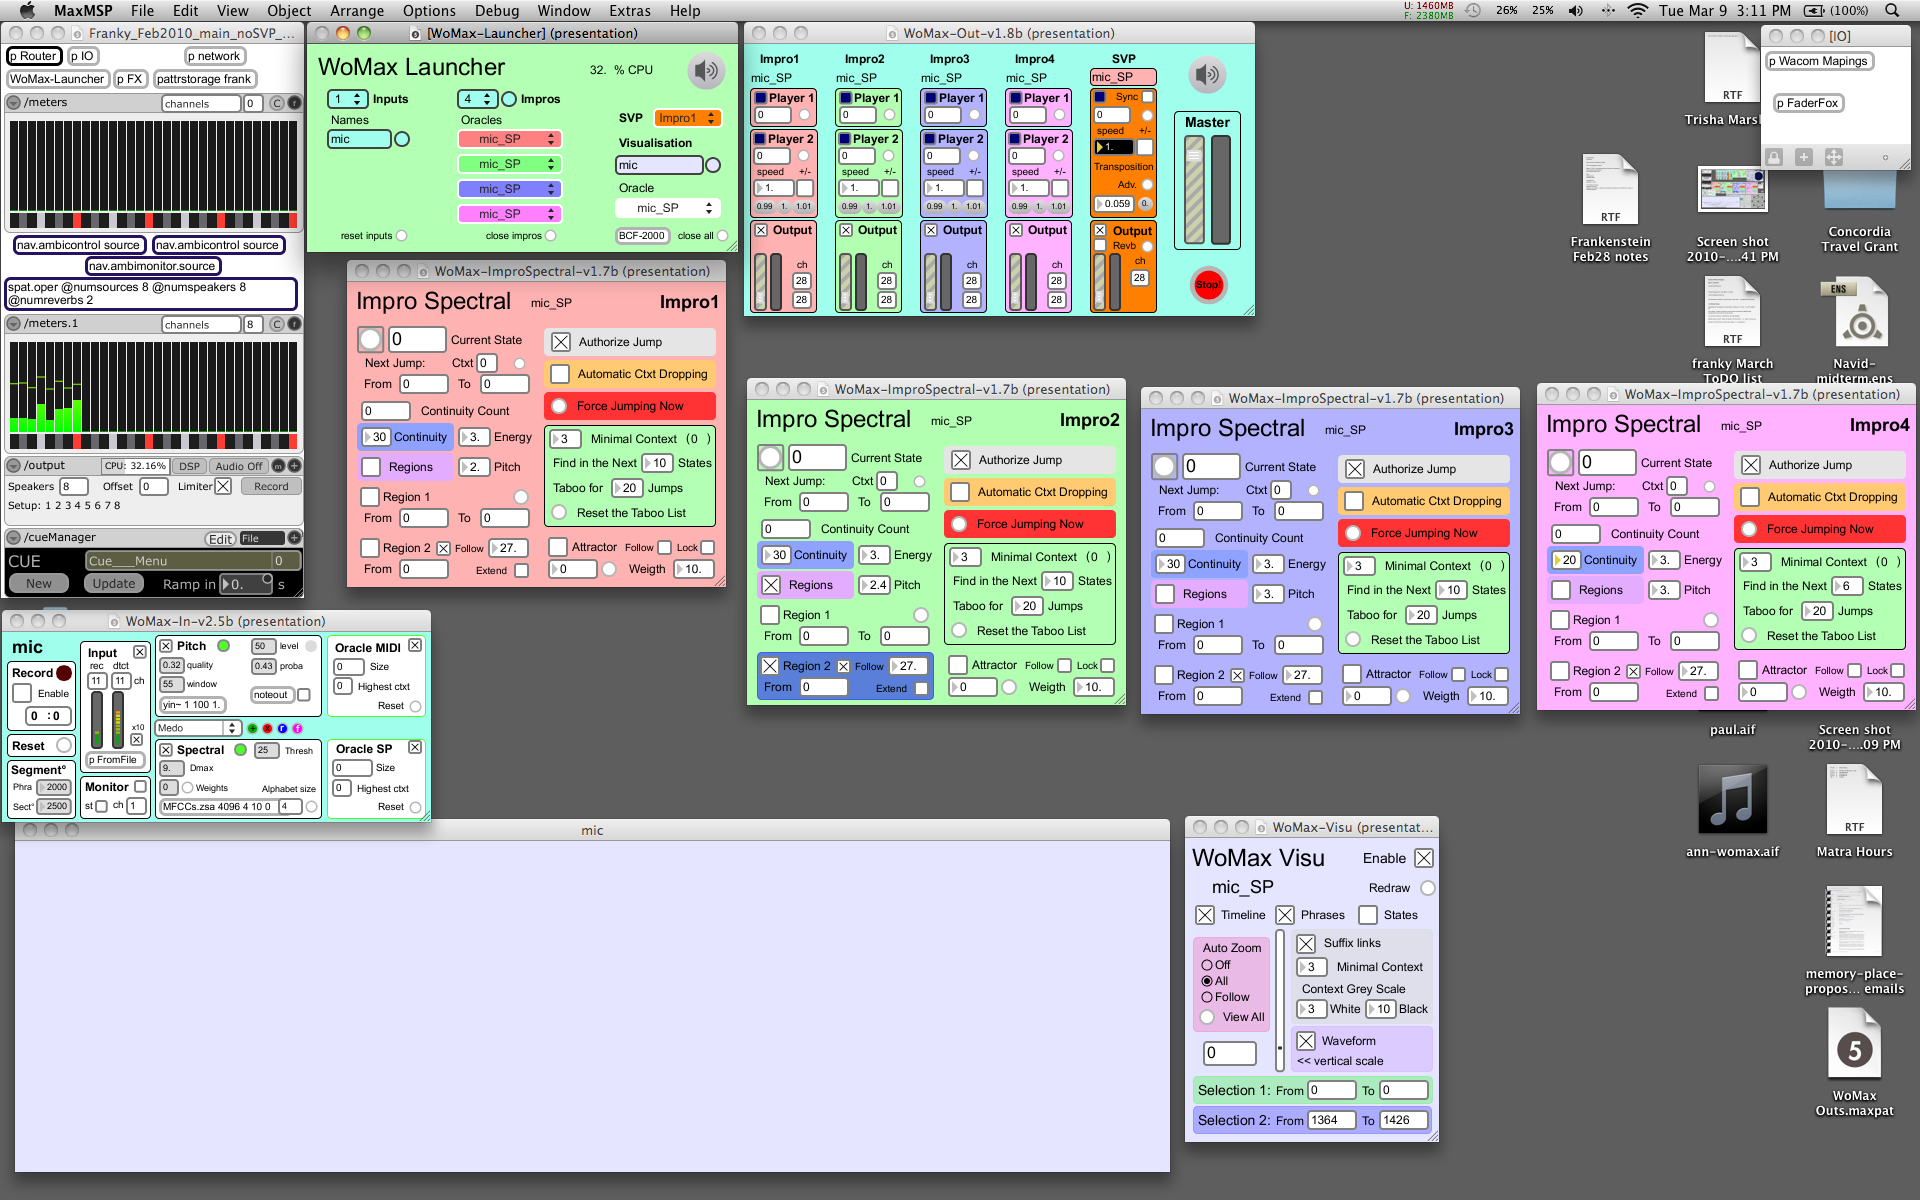 MaxMSP File Edit View Object Arrange Options Debug Window Extras Help
U: 1460MB
F: 2380MB
26% 25% Tue Mar 9 3:11 PM (100%)
Franky_Feb2010_main_noSVP_...
p Router p IO p network
WoMax-Launcher p FX pattrstorage frank
/meters channels 0 C r
nav.ambicontrol source nav.ambicontrol source
nav.ambimonitor.source
spat.oper @numsources 8 @numspeakers 8
@numreverbs 2
/meters.1 channels 8 C r
/output CPU: 32.16% DSP Audio Off m
Speakers 8 Offset 0 Limiter Record
Setup: 1 2 3 4 5 6 7 8
/cueManager Edit File
CUE Cue___Menu 0
New Update Ramp in 0. s
[WoMax-Launcher] (presentation)
WoMax Launcher 32. % CPU
1 Inputs 4 Impros
Names Oracles SVP Impro1
mic mic_SP Visualisation
mic_SP mic
mic_SP Oracle
mic_SP mic_SP
reset inputs close impros BCF-2000 close all
WoMax-Out-v1.8b (presentation)
Impro1 Impro2 Impro3 Impro4 SVP
mic_SP mic_SP mic_SP mic_SP mic_SP
Player 1 Player 1 Player 1 Player 1 Sync
0 0 0 0 0
Player 2 Player 2 Player 2 Player 2 speed +/-
0 0 0 0 1.
speed +/- speed +/- speed +/- speed +/- Transposition
1. 1. 1. 1. Adv.
0.99 1. 1.01 0.99 1. 1.01 0.99 1. 1.01 0.99 1. 1.01 0.059 0.
Output Output Output Output Output
Revb
ch ch ch ch ch
28 28 28 28 28
28 28 28 28
Master
Stop!
[IO]
p Wacom Mapings
p FaderFox
WoMax-ImproSpectral-v1.7b (presentation)
Impro Spectral mic_SP Impro1
0 Current State Authorize Jump
Next Jump: Ctxt 0
From 0 To 0 Automatic Ctxt Dropping
0 Continuity Count Force Jumping Now
30 Continuity 3. Energy 3 Minimal Context (0 )
Regions 2. Pitch Find in the Next 10 States
Region 1 Taboo for 20 Jumps
From 0 To 0 Reset the Taboo List
Region 2 Follow 27. Attractor Follow Lock
From 0 Extend 0 Weigth 10.
WoMax-ImproSpectral-v1.7b (presentation)
Impro Spectral mic_SP Impro2
0 Current State Authorize Jump
Next Jump: Ctxt 0
From 0 To 0 Automatic Ctxt Dropping
0 Continuity Count Force Jumping Now
30 Continuity 3. Energy 3 Minimal Context (0 )
Regions 2.4 Pitch Find in the Next 10 States
Region 1 Taboo for 20 Jumps
From 0 To 0 Reset the Taboo List
Region 2 Follow 27. Attractor Follow Lock
From 0 Extend 0 Weigth 10.
WoMax-ImproSpectral-v1.7b (presentation)
Impro Spectral mic_SP Impro3
0 Current State Authorize Jump
Next Jump: Ctxt 0
From 0 To 0 Automatic Ctxt Dropping
0 Continuity Count Force Jumping Now
30 Continuity 3. Energy 3 Minimal Context (0 )
Regions 3. Pitch Find in the Next 10 States
Region 1 Taboo for 20 Jumps
From 0 To 0 Reset the Taboo List
Region 2 Follow 27. Attractor Follow Lock
From 0 Extend 0 Weigth 10.
WoMax-ImproSpectral-v1.7b (presentation)
Impro Spectral mic_SP Impro4
0 Current State Authorize Jump
Next Jump: Ctxt 0
From 0 To 0 Automatic Ctxt Dropping
0 Continuity Count Force Jumping Now
20 Continuity 3. Energy 3 Minimal Context (0 )
Regions 3. Pitch Find in the Next 6 States
Region 1 Taboo for 20 Jumps
From 0 To 0 Reset the Taboo List
Region 2 Follow 27. Attractor Follow Lock
From 0 Extend 0 Weigth 10.
WoMax-In-v2.5b (presentation)
mic
Record
Enable
0 : 0
Reset
Segment°
Phra 2000
Sect° 2500
Input
rec dtct
11 11 ch
x10
p FromFile
Monitor
st ch 1
Pitch 50 level
0.32 quality 0.43 proba
55 window noteout
yin~ 1 100 1.
Medo + x r f
Spectral 25 Thresh
9. Dmax
0 Weights Alphabet size
MFCCs.zsa 4096 4 10 0 4
Oracle MIDI
0 Size
3 Highest ctxt
Reset
Oracle SP
0 Size
0 Highest ctxt
Reset
mic
WoMax-Visu (presentat...
WoMax Visu Enable
mic_SP Redraw
Timeline Phrases States
Auto Zoom
Off
All
Follow
View All
0
Suffix links
3 Minimal Context
Context Grey Scale
3 White 10 Black
Waveform
<< vertical scale
Selection 1: From 0 To 0
Selection 2: From 1364 To 1426
RTF
Trisha Marsh
RTF
Frankenstein
Feb28 notes
Screen shot
2010-....41 PM
Concordia
Travel Grant
RTF
franky March
ToDO list
ENS
Navid-
midterm.ens
paul.aif
Screen shot
2010-....09 PM
ann-womax.aif
RTF
Matra Hours
memory-place-
propos... emails
5
WoMax
Outs.maxpat